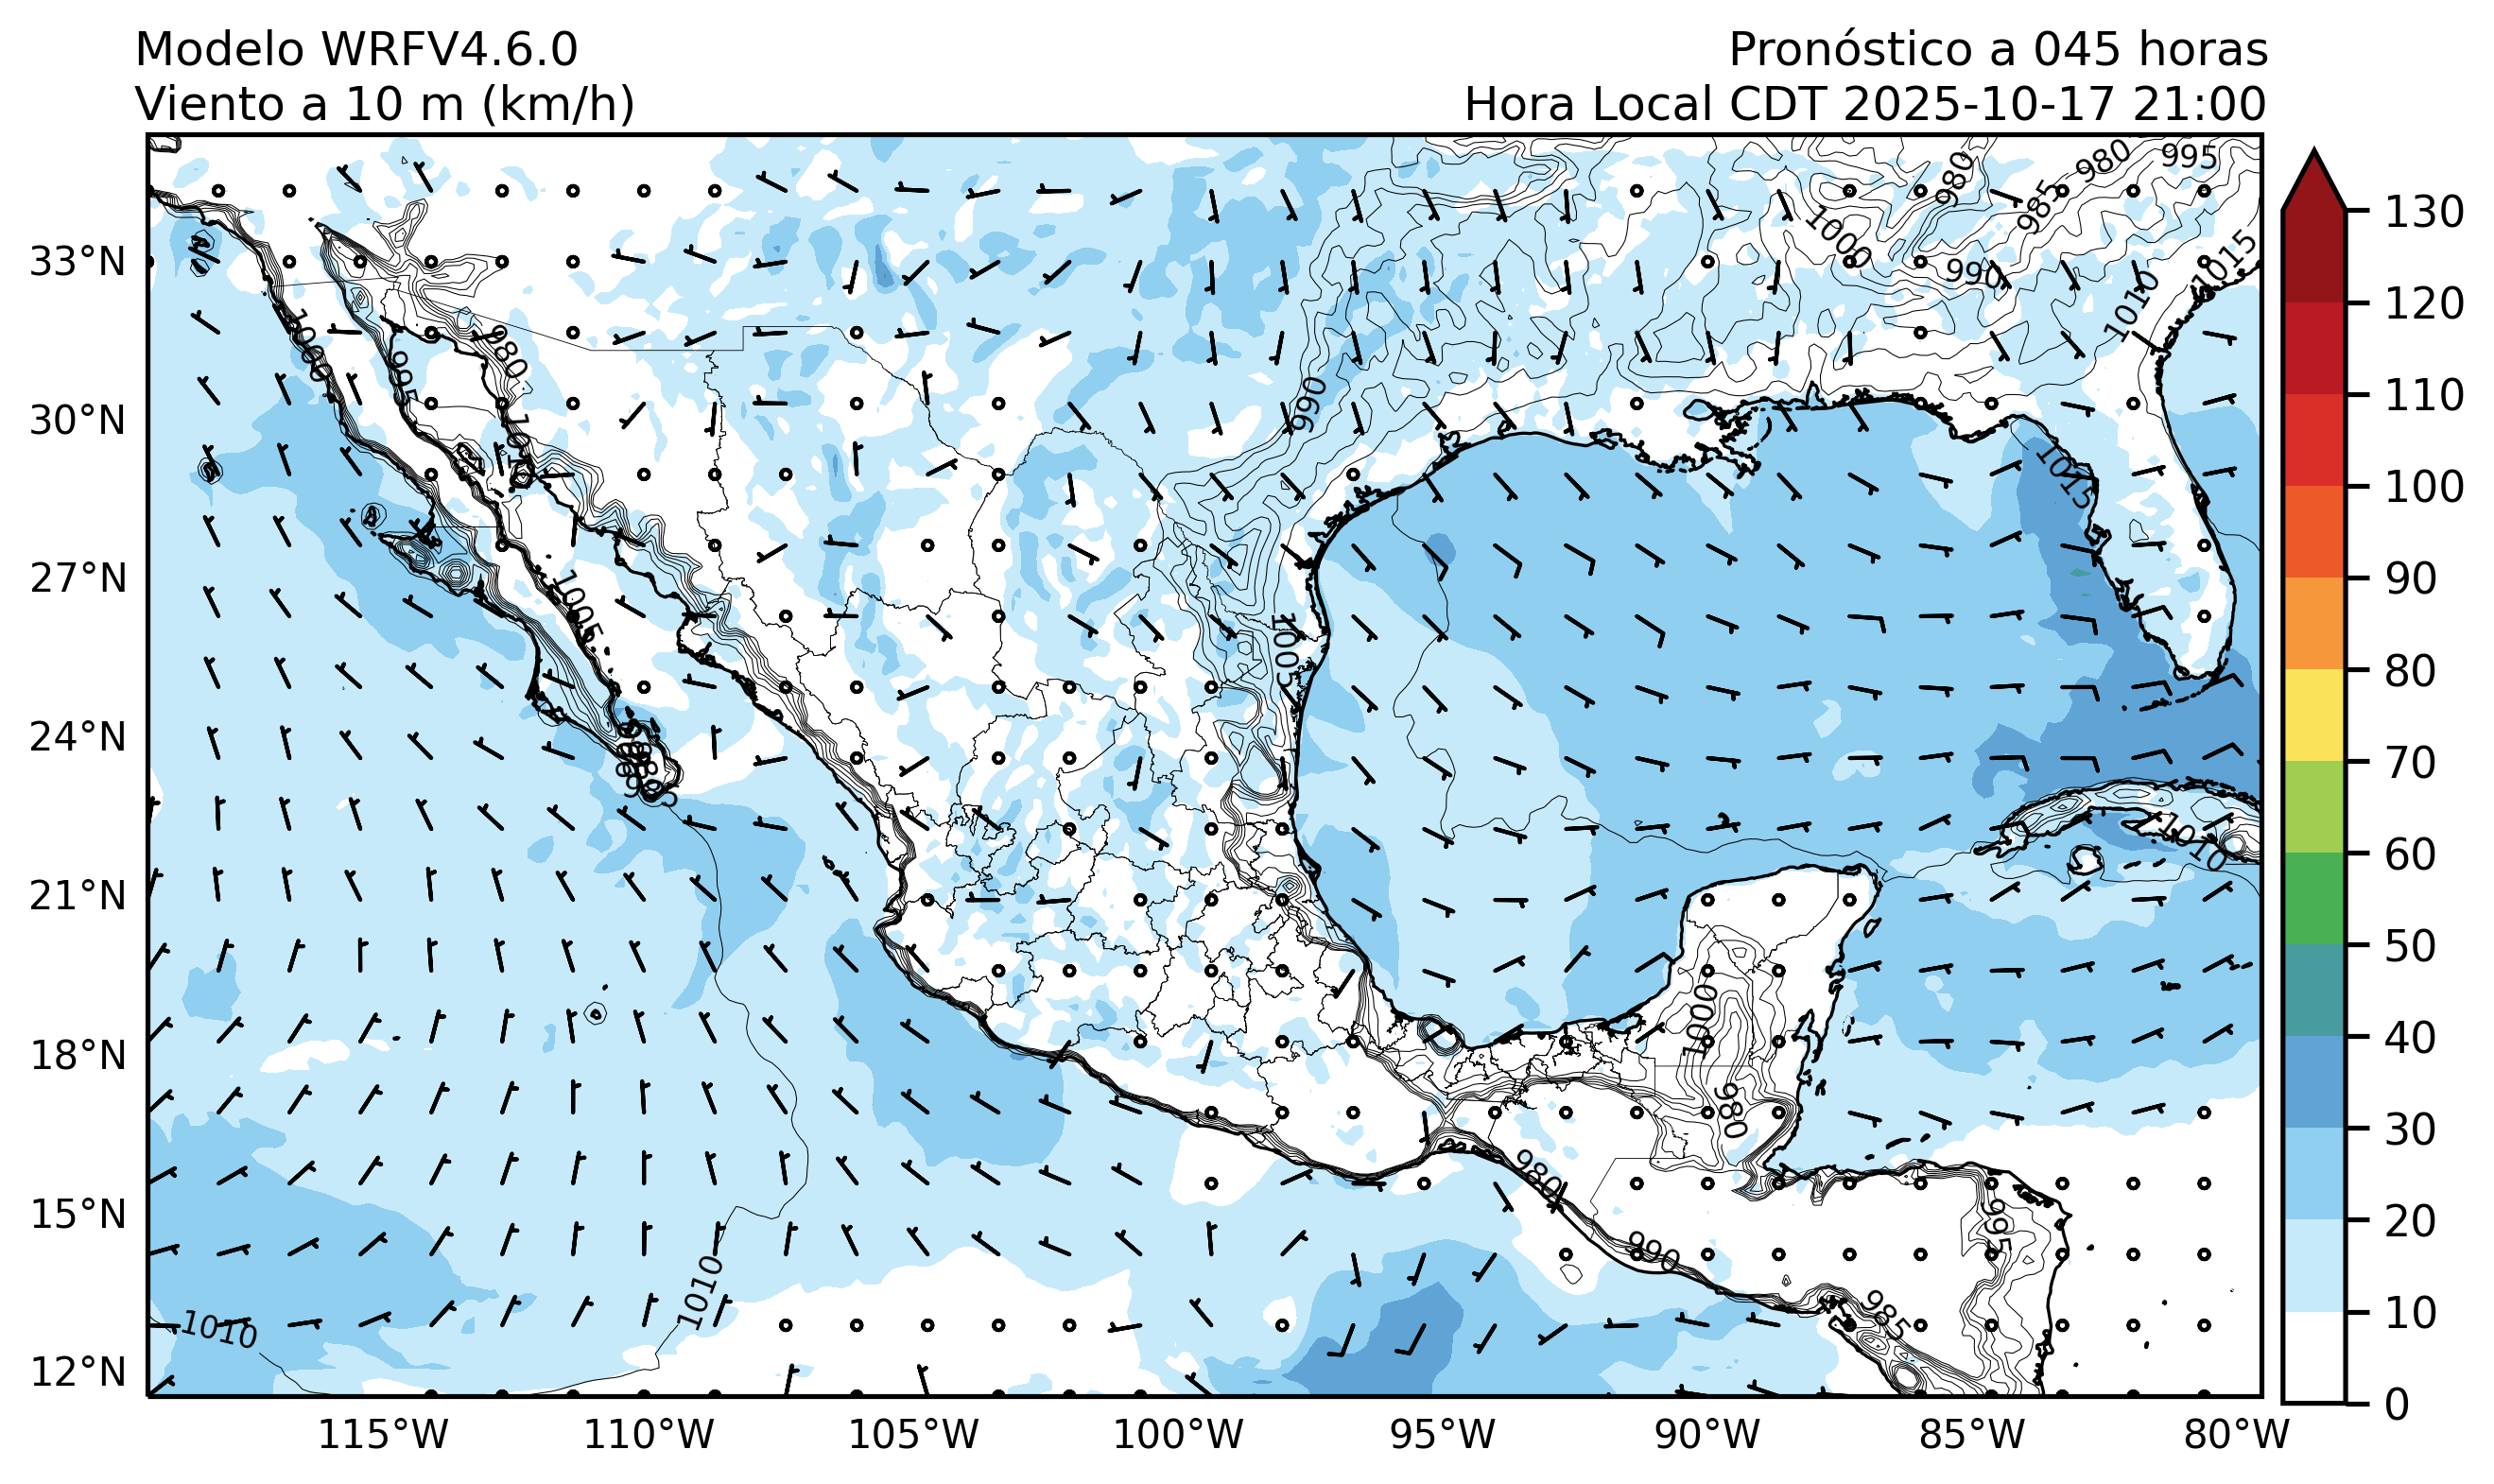 Modelo WRFV4.6.0
Viento a 10 m (km/h)
Pronóstico a 045 horas
Hora Local CDT 2025-10-17 21:00
33°N
30°N
27°N
24°N
21°N
18°N
15°N
12°N
115°W
110°W
105°W
100°W
95°W
90°W
85°W
80°W
130
120
110
100
90
80
70
60
50
40
30
20
10
0
980
995
980
985
1000
990
1015
1010
1000
980
995
990
1015
1005
1005
1010
1000
980
980
990
995
985
1010
1010